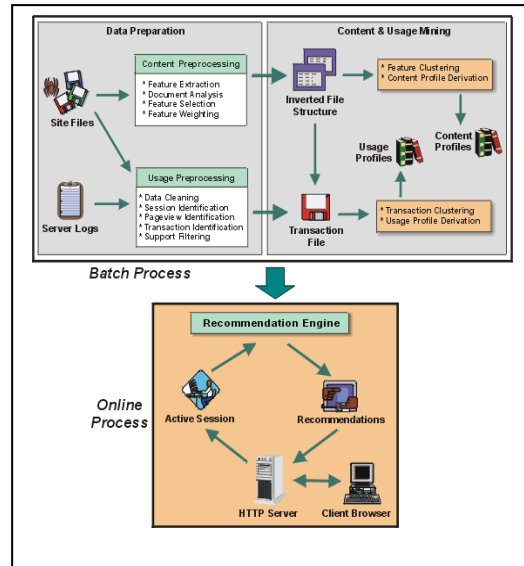 Data Preparation
Content & Usage Mining
Content Preprocessing
* Feature Extraction
* Document Analysis
* Feature Selection
* Feature Weighting
Site Files
Inverted File
Structure
* Feature Clustering
* Content Profile Derivation
Usage
Profiles
Content
Profiles
Usage Preprocessing
* Data Cleaning
* Session Identification
* Pageview Identification
* Transaction Identification
* Support Filtering
Server Logs
Transaction
File
* Transaction Clustering
* Usage Profile Derivation
Batch Process
Recommendation Engine
Online
Process
Active Session
Recommendations
HTTP Server
Client Browser